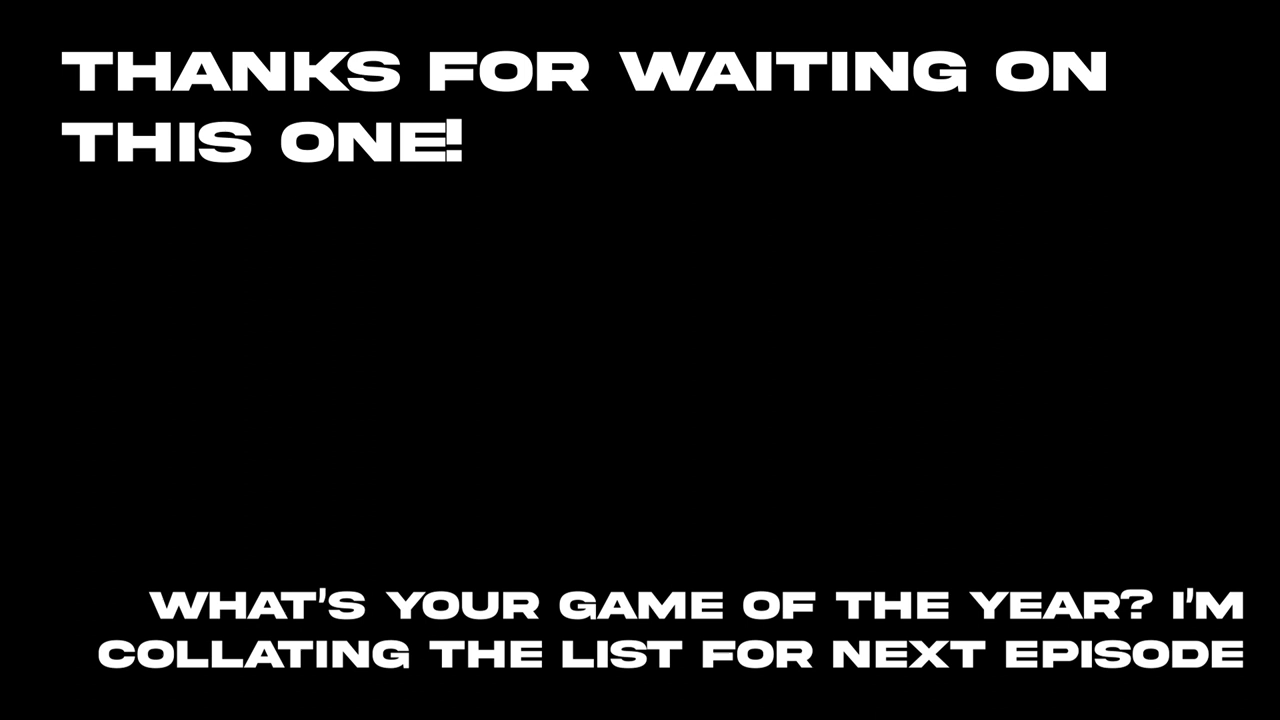 THANKS FOR WAITING ON
THIS ONE!
WHAT'S YOUR GAME OF THE YEAR? I'M
COLLATING THE LIST FOR NEXT EPISODE